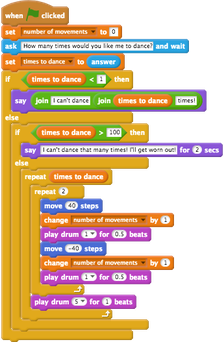 when clicked
set number of movements to 0
ask How many times would you like me to dance? and wait
set times to dance to answer
if times to dance < 1 then
say join I can't dance join times to dance times!
else
if times to dance > 100 then
say I can't dance that many times! I'll get worn out! for 2 secs
else
repeat times to dance
repeat 2
move 40 steps
change number of movements by 1
play drum 1 for 0.5 beats
move -40 steps
change number of movements by 1
play drum 1 for 0.5 beats
play drum 5 for 1 beats